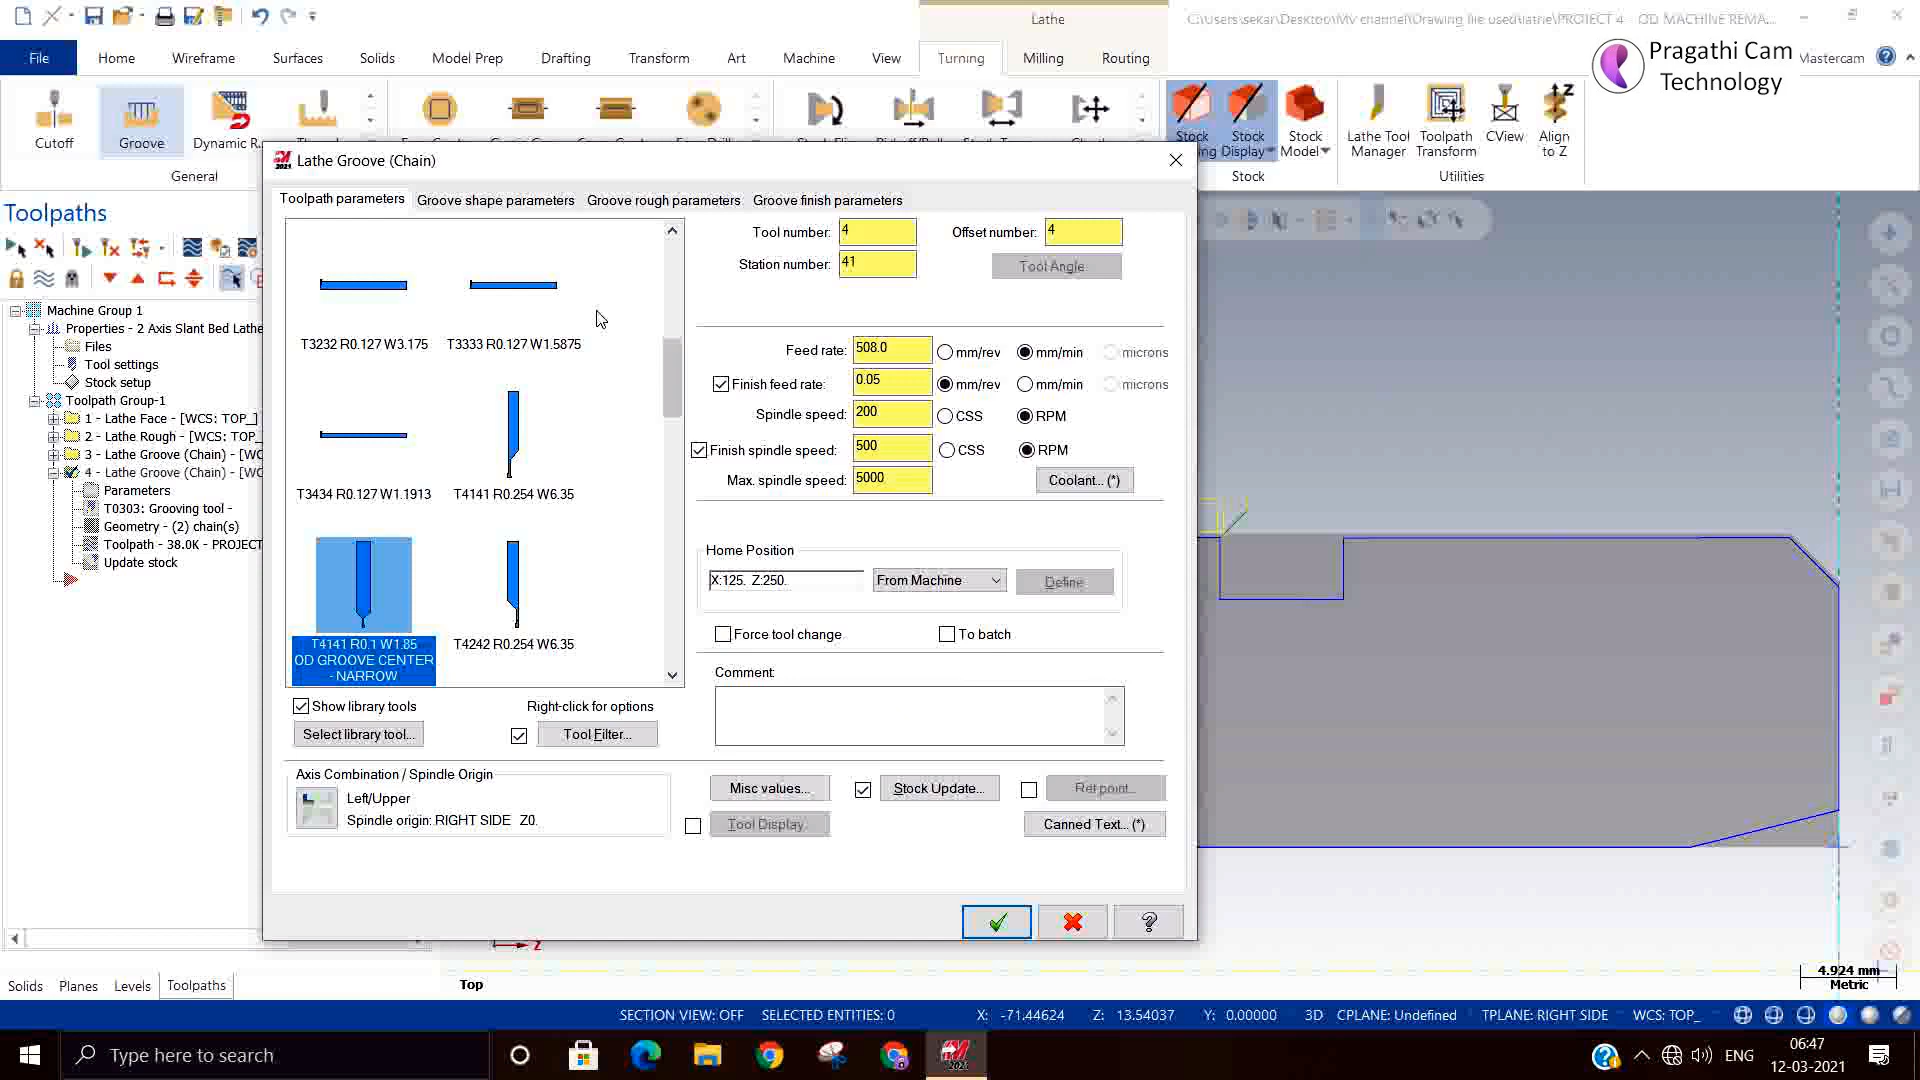 Lathe
C:\Users\sekar\Desktop\My channel\Drawing file used\lathe\PROJECT 4 - OD MACHINE REMA...
File
Home
Wireframe
Surfaces
Solids
Model Prep
Drafting
Transform
Art
Machine
View
Turning
Milling
Routing
Pragathi Cam
Technology
Mastercam
Cutoff
Groove
Dynamic R...
General
Stock
Display
Stock
Model
Stock
Lathe Tool
Manager
Toolpath
Transform
CView
Align
to Z
Utilities
Toolpaths
Machine Group 1
Properties - 2 Axis Slant Bed Lathe
Files
Tool settings
Stock setup
Toolpath Group-1
1 - Lathe Face - [WCS: TOP_]
2 - Lathe Rough - [WCS: TOP_
3 - Lathe Groove (Chain) - [WC
4 - Lathe Groove (Chain) - [WC
Parameters
T0303: Grooving tool -
Geometry - (2) chain(s)
Toolpath - 38.0K - PROJECT
Update stock
Lathe Groove (Chain)
Toolpath parameters
Groove shape parameters
Groove rough parameters
Groove finish parameters
T3232 R0.127 W3.175
T3333 R0.127 W1.5875
T3434 R0.127 W1.1913
T4141 R0.254 W6.35
T4141 R0.1 W1.85
OD GROOVE CENTER
- NARROW
T4242 R0.254 W6.35
Show library tools
Right-click for options
Select library tool...
Tool Filter...
Axis Combination / Spindle Origin
Left/Upper
Spindle origin: RIGHT SIDE Z0.
Tool number: 4
Offset number: 4
Station number: 41
Tool Angle
Feed rate: 508.0 mm/rev mm/min microns
Finish feed rate: 0.05 mm/rev mm/min microns
Spindle speed: 200 CSS RPM
Finish spindle speed: 500 CSS RPM
Max. spindle speed: 5000
Coolant... (*)
Home Position
X:125. Z:250.
From Machine
Define
Force tool change
To batch
Comment:
Misc values...
Stock Update...
Ref point...
Tool Display
Canned Text... (*)
Z
Solids
Planes
Levels
Toolpaths
Top
4.924 mm
Metric
SECTION VIEW: OFF
SELECTED ENTITIES: 0
X: -71.44624
Z: 13.54037
Y: 0.00000
3D
CPLANE: Undefined
TPLANE: RIGHT SIDE
WCS: TOP_
Type here to search
2021
ENG
06:47
12-03-2021